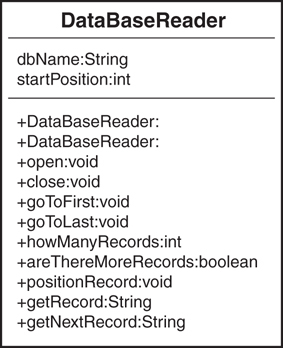 DataBaseReader
dbName:String
startPosition:int
+DataBaseReader:
+DataBaseReader:
+open:void
+close:void
+goToFirst:void
+goToLast:void
+howManyRecords:int
+areThereMoreRecords:boolean
+positionRecord:void
+getRecord:String
+getNextRecord:String